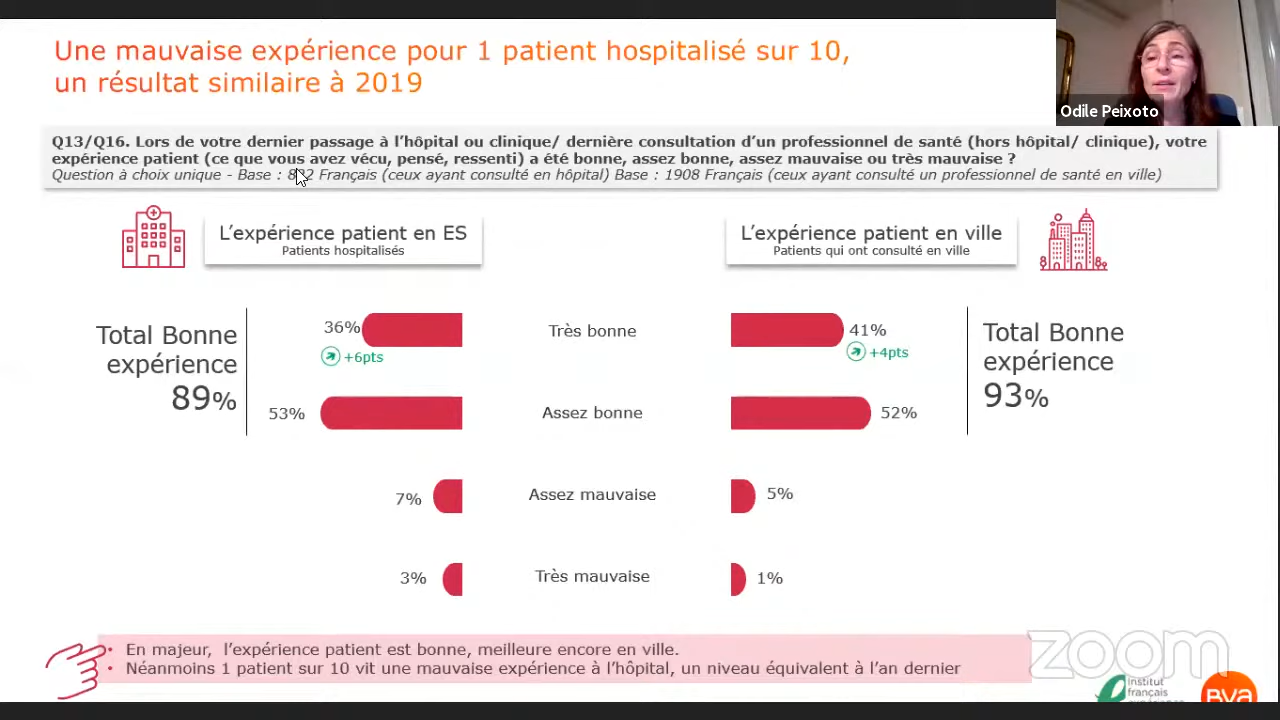 Une mauvaise expérience pour 1 patient hospitalisé sur 10,
un résultat similaire à 2019
Odile Peixoto
Q13/Q16. Lors de votre dernier passage à l’hôpital ou clinique/ dernière consultation d’un professionnel de santé (hors hôpital/ clinique), votre
expérience patient (ce que vous avez vécu, pensé, ressenti) a été bonne, assez bonne, assez mauvaise ou très mauvaise ?
Question à choix unique - Base : Français (ceux ayant consulté en hôpital) Base : 1908 Français (ceux ayant consulté un professionnel de santé en ville)
L’expérience patient en ES
Patients hospitalisés
L’expérience patient en ville
Patients qui ont consulté en ville
Total Bonne
expérience
89%
36%
+6pts
Très bonne
41%
+4pts
Total Bonne
expérience
93%
53%
Assez bonne
52%
7%
Assez mauvaise
5%
3%
Très mauvaise
1%
• En majeur, l’expérience patient est bonne, meilleure encore en ville.
• Néanmoins 1 patient sur 10 vit une mauvaise expérience à l’hôpital, un niveau équivalent à l’an dernier
zoom
Institut
français
BVA